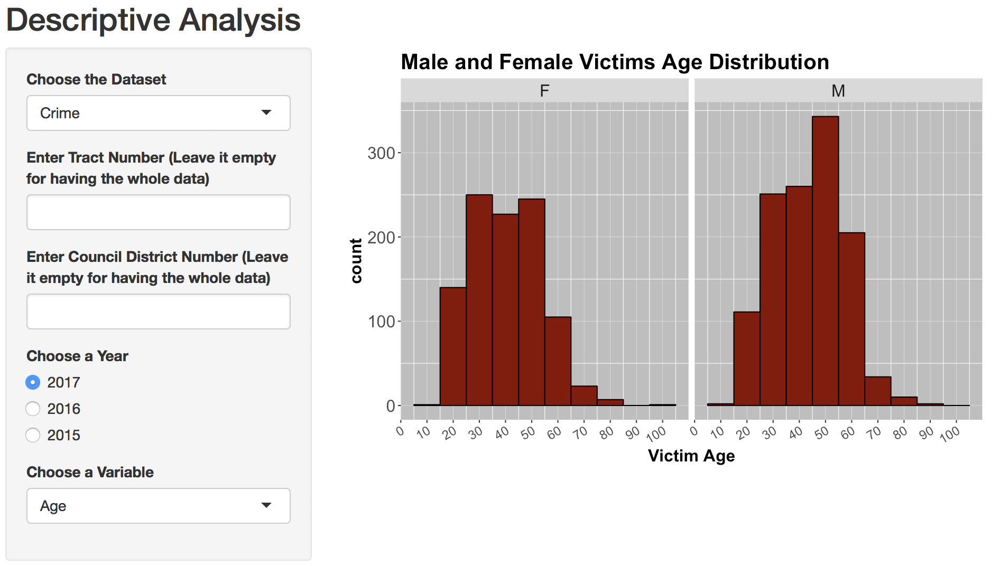 Descriptive Analysis
Choose the Dataset
Crime
Enter Tract Number (Leave it empty
for having the whole data)
Enter Council District Number (Leave
it empty for having the whole data)
Choose a Year
2017
2016
2015
Choose a Variable
Age
Male and Female Victims Age Distribution
F
M
count
300
200
100
0
0 10 20 30 40 50 60 70 80 90 100
0 10 20 30 40 50 60 70 80 90 100
Victim Age